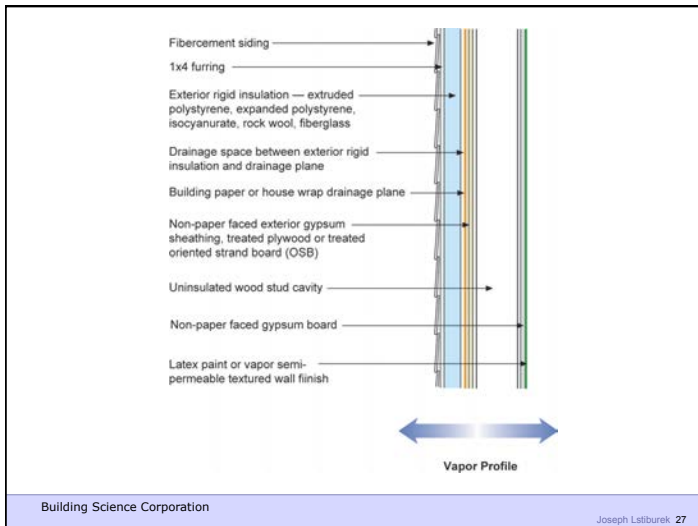 Fibercement siding
1x4 furring
Exterior rigid insulation — extruded
polystyrene, expanded polystyrene,
isocyanurate, rock wool, fiberglass
Drainage space between exterior rigid
insulation and drainage plane
Building paper or house wrap drainage plane
Non-paper faced exterior gypsum
sheathing, treated plywood or treated
oriented strand board (OSB)
Uninsulated wood stud cavity
Non-paper faced gypsum board
Latex paint or vapor semi-
permeable textured wall fiinish
Vapor Profile
Building Science Corporation
Joseph Lstiburek 27